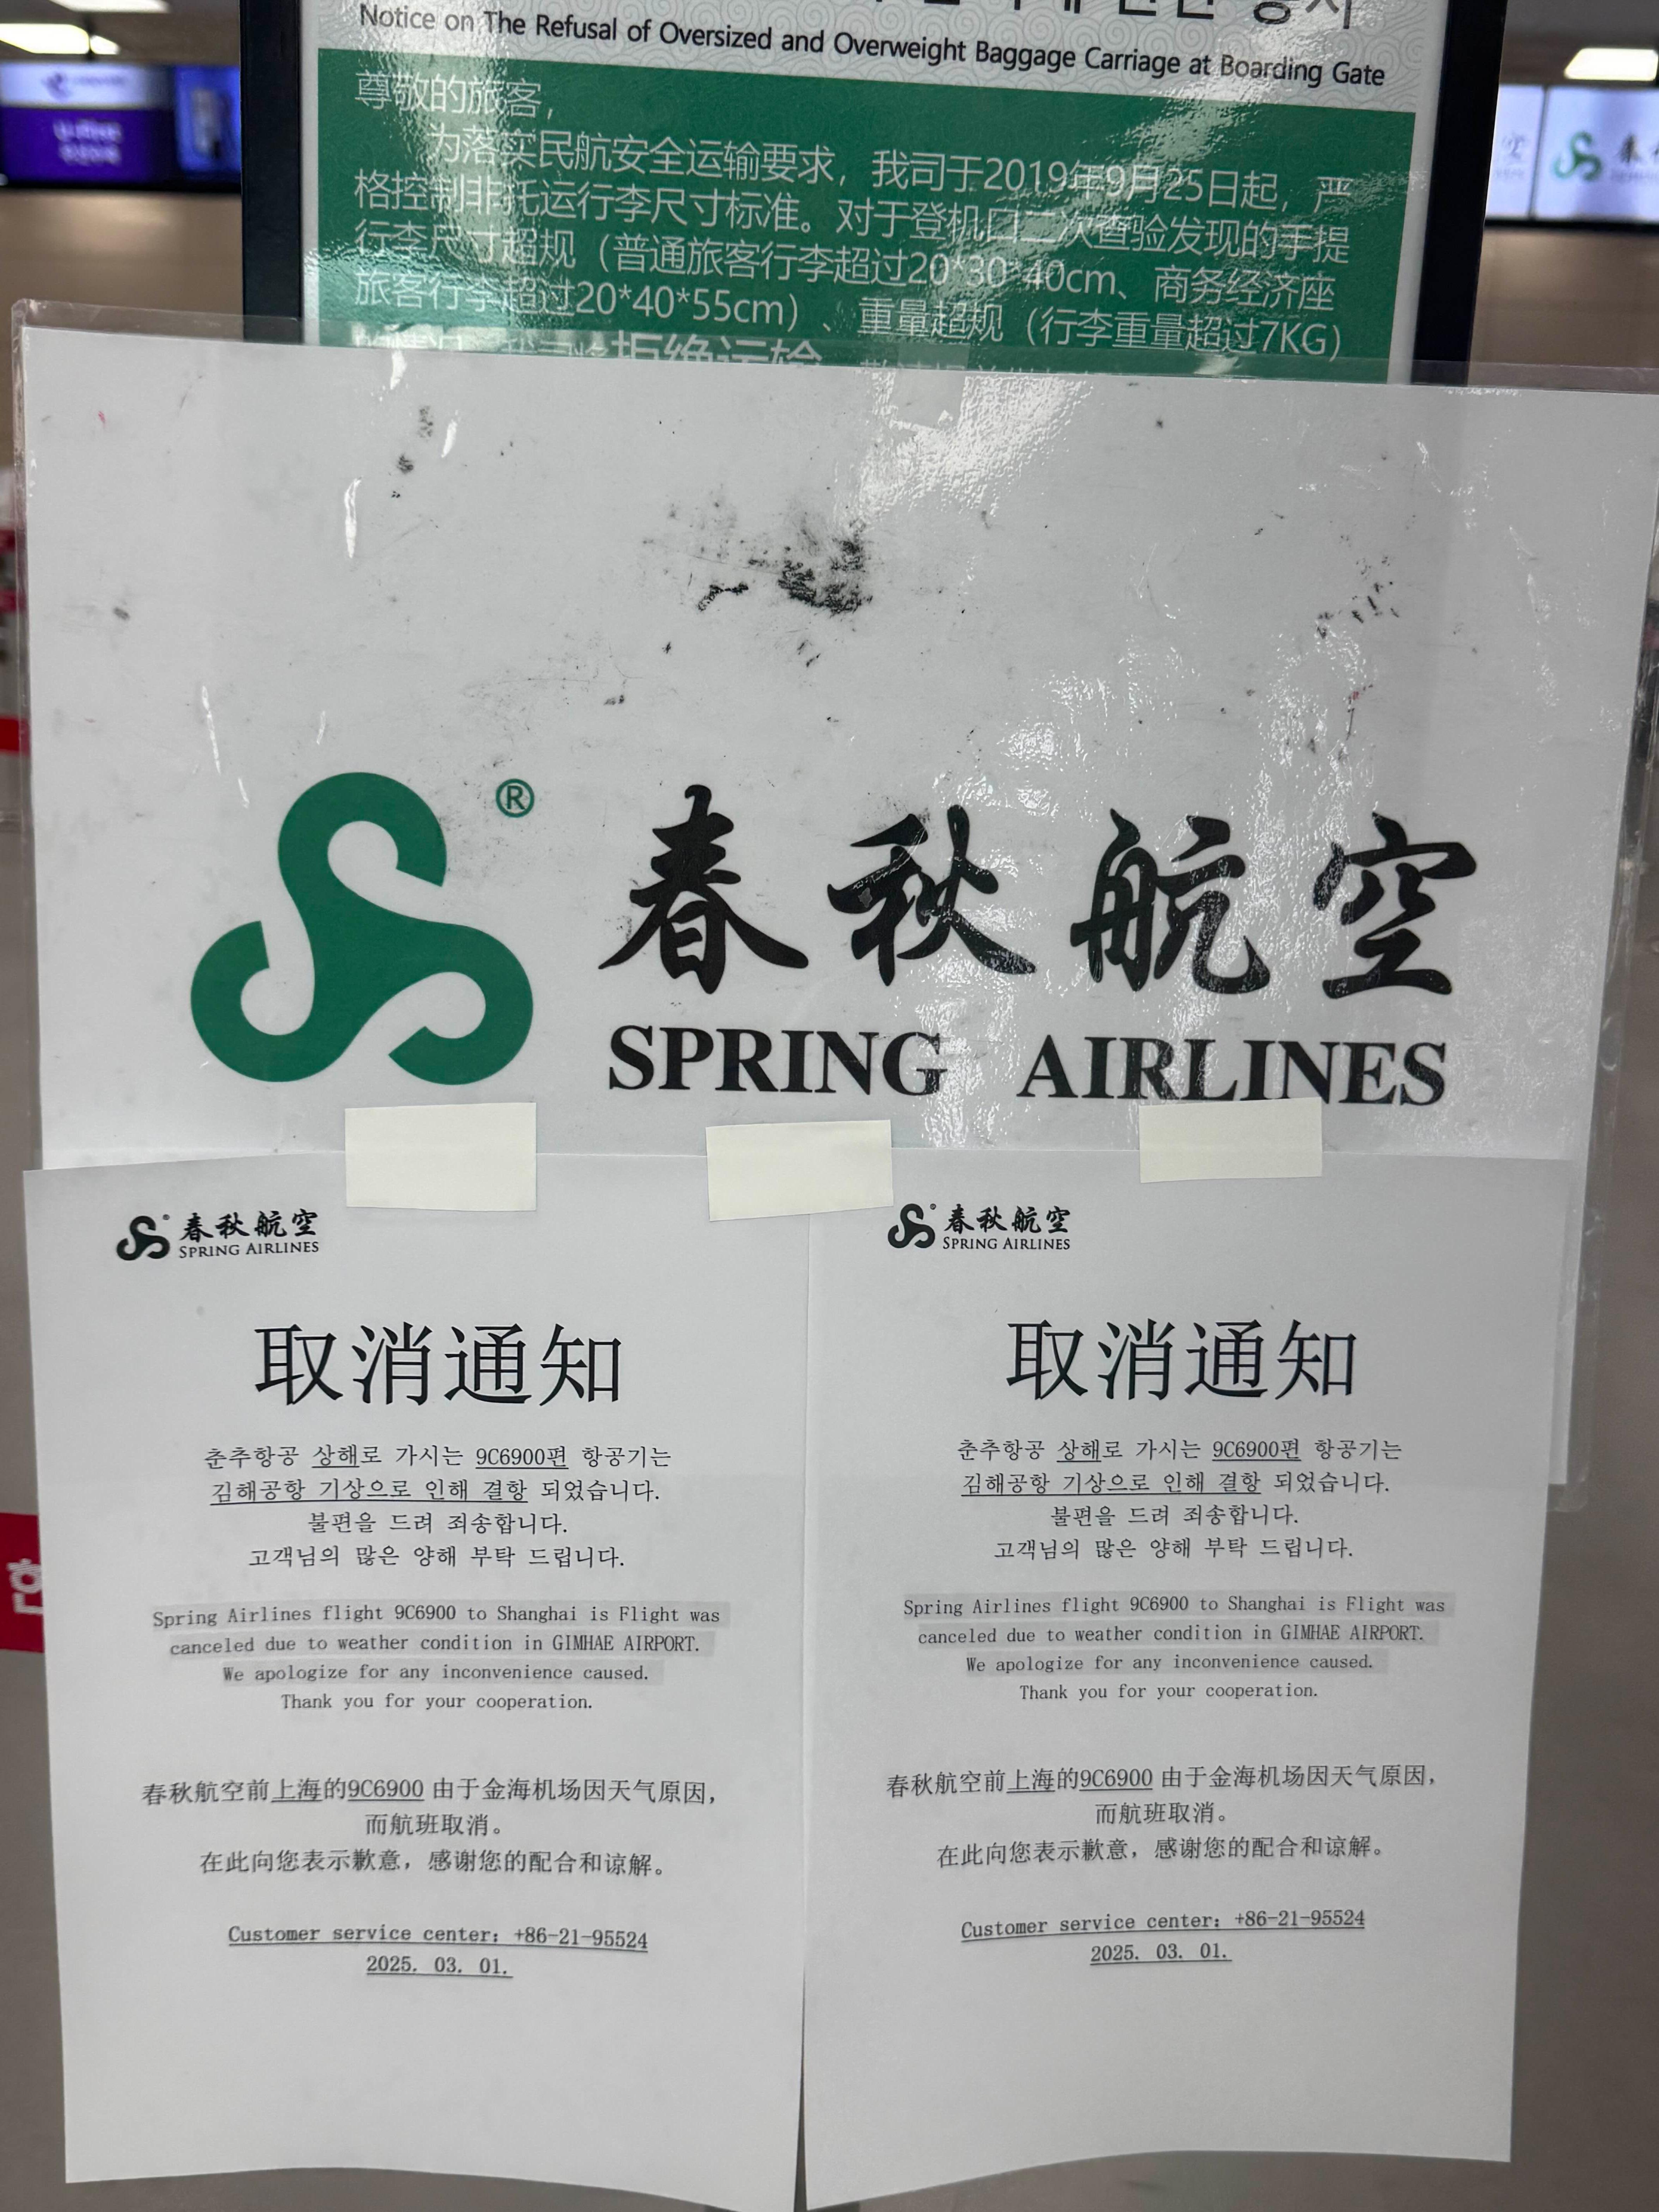 Notice on The Refusal of Oversized and Overweight Baggage Carriage at Boarding Gate
尊敬的旅客，
为落实民航安全运输要求，我司于2019年9月25日起，严
格控制非托运行李尺寸标准。对于登机口二次查验发现的手提
行李尺寸超规（普通旅客行李超过20*30*40cm、商务经济座
旅客行李超过20*40*55cm）、重量超规（行李重量超过7KG）
拒绝运输
®
春秋航空
SPRING AIRLINES
春秋航空
SPRING AIRLINES
取消通知
춘추항공 상해로 가시는 9C6900편 항공기는
김해공항 기상으로 인해 결항 되었습니다.
불편을 드려 죄송합니다.
고객님의 많은 양해 부탁 드립니다.
Spring Airlines flight 9C6900 to Shanghai is Flight was
canceled due to weather condition in GIMHAE AIRPORT.
We apologize for any inconvenience caused.
Thank you for your cooperation.
春秋航空前上海的9C6900 由于金海机场因天气原因，
而航班取消。
在此向您表示歉意，感谢您的配合和谅解。
Customer service center: +86-21-95524
2025. 03. 01.
春秋航空
SPRING AIRLINES
取消通知
춘추항공 상해로 가시는 9C6900편 항공기는
김해공항 기상으로 인해 결항 되었습니다.
불편을 드려 죄송합니다.
고객님의 많은 양해 부탁 드립니다.
Spring Airlines flight 9C6900 to Shanghai is Flight was
canceled due to weather condition in GIMHAE AIRPORT.
We apologize for any inconvenience caused.
Thank you for your cooperation.
春秋航空前上海的9C6900 由于金海机场因天气原因，
而航班取消。
在此向您表示歉意，感谢您的配合和谅解。
Customer service center: +86-21-95524
2025. 03. 01.